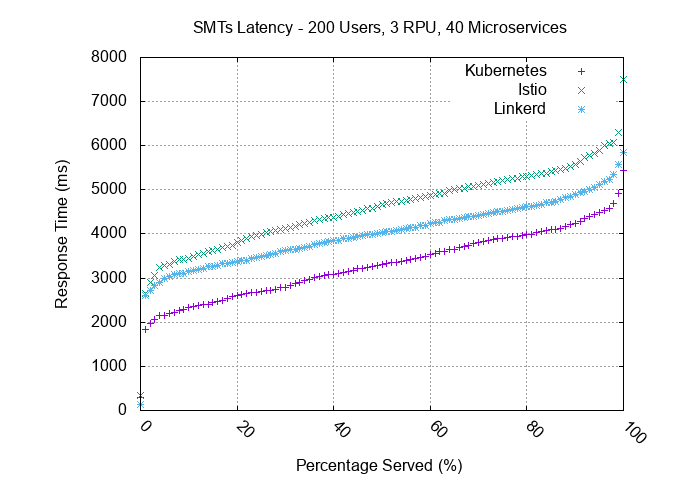 SMTs Latency - 200 Users, 3 RPU, 40 Microservices
8000
7000
6000
5000
4000
3000
2000
1000
0
Response Time (ms)
Kubernetes
Istio
Linkerd
0
20
40
60
80
100
Percentage Served (%)